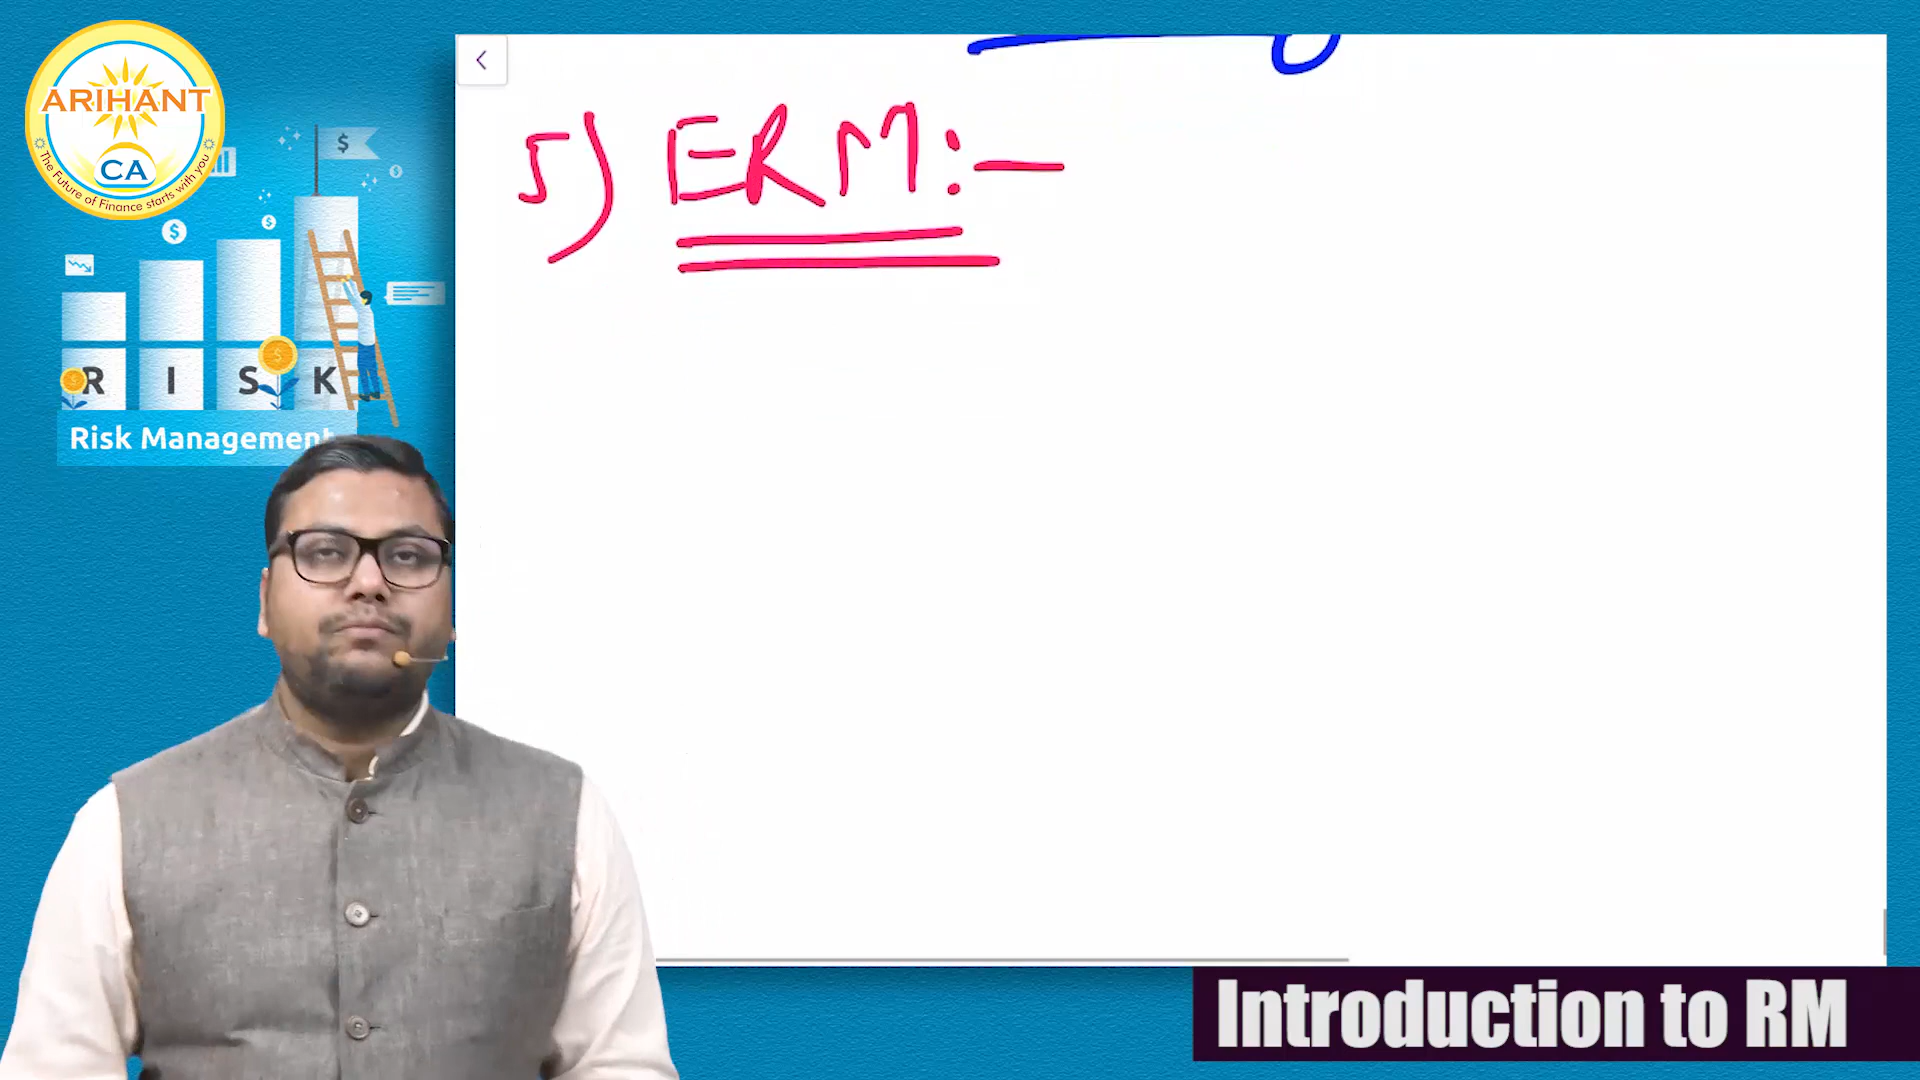 ARIHANT
CA
The Future of Finance starts with you
$
$
$
$
$
R I S K
Risk Management
5) ERM:-
Introduction to RM